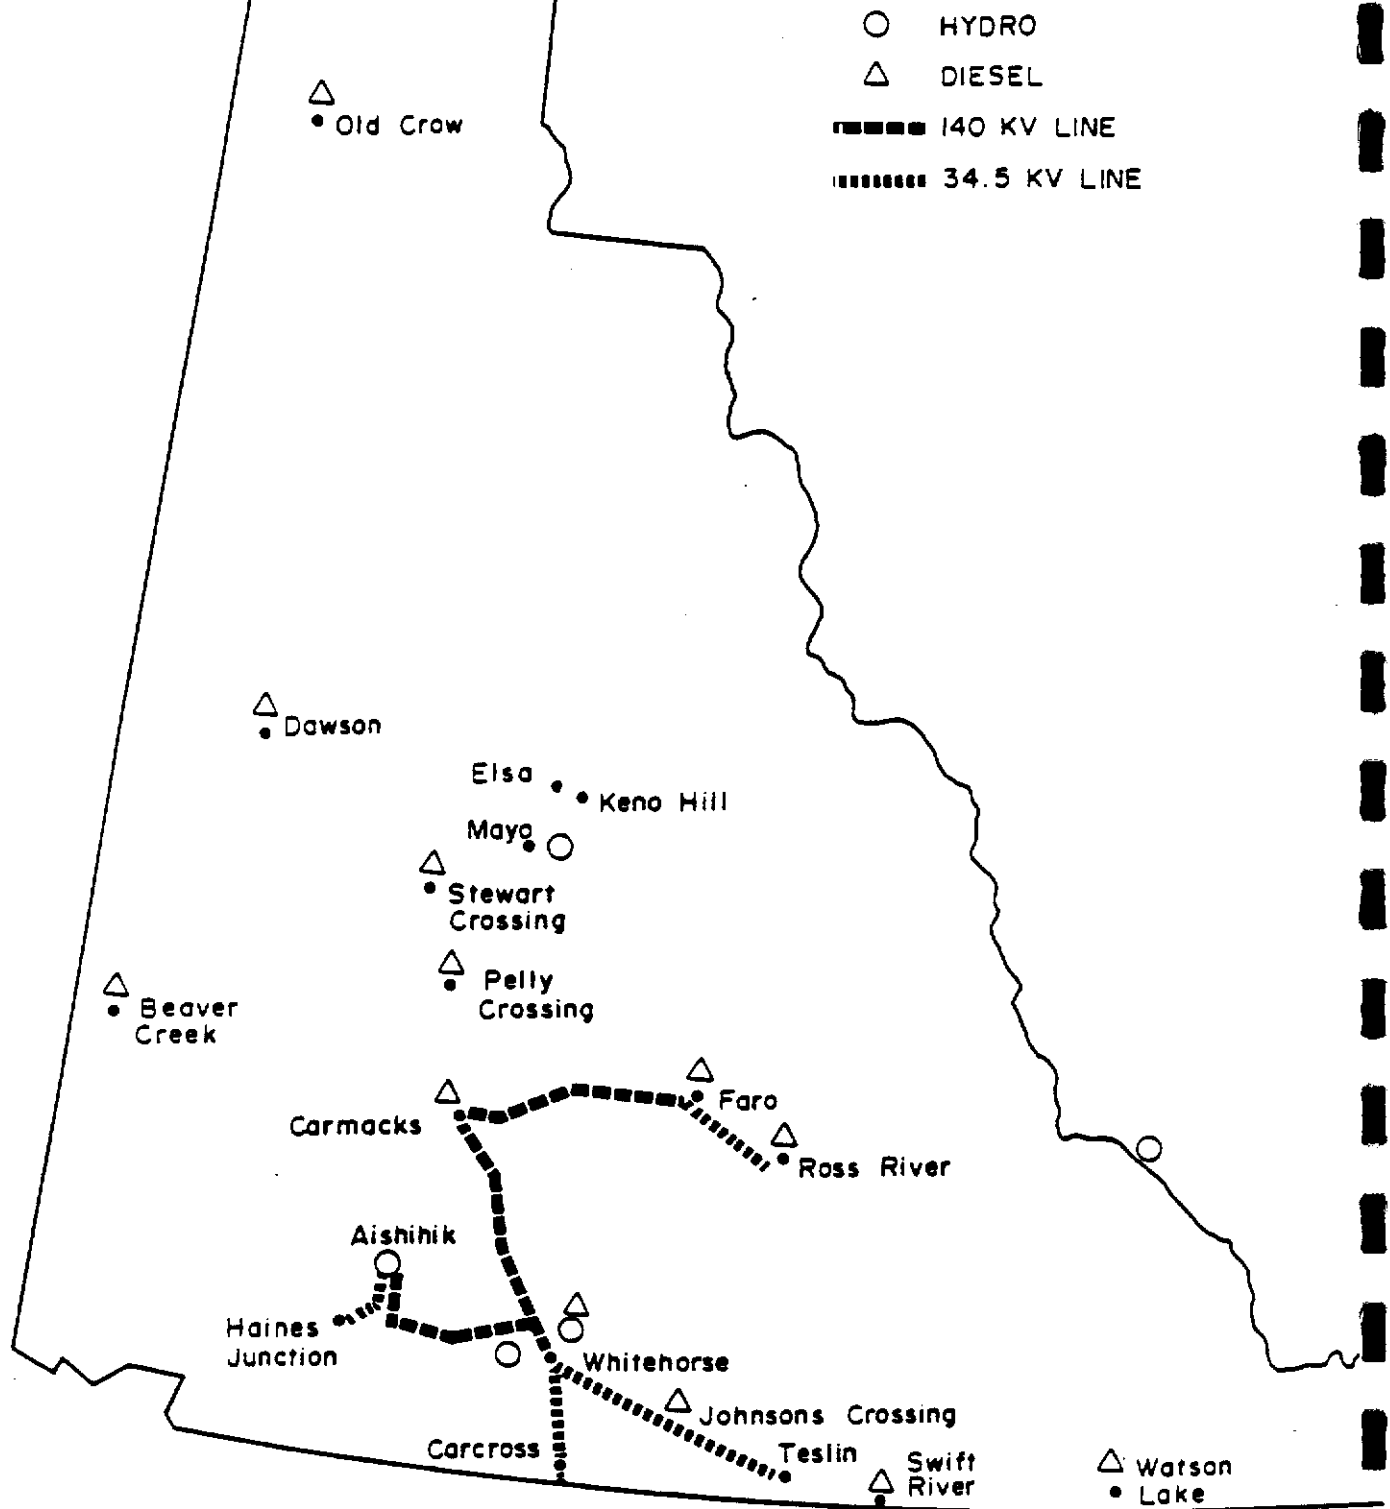 HYDRO
DIESEL
140 KV LINE
34.5 KV LINE
Old Crow
Dawson
Elsa
Keno Hill
Mayo
Stewart
Crossing
Pelly
Crossing
Beaver
Creek
Faro
Carmacks
Ross River
Aishihik
Haines
Junction
Whitehorse
Johnsons Crossing
Carcross
Teslin
Swift
River
Watson
Lake